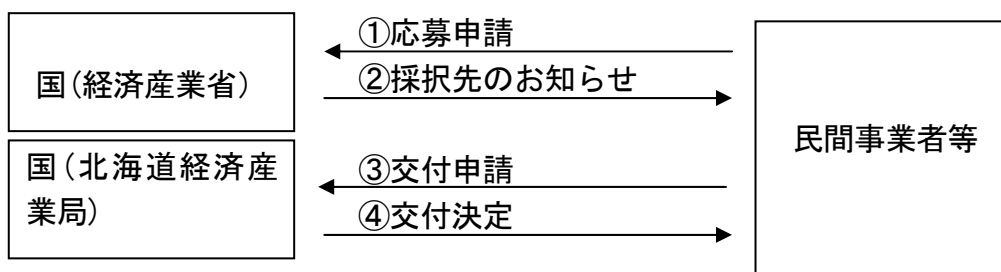 ①応募申請
国(経済産業省)
②採択先のお知らせ
民間事業者等
国(北海道経済産
業局)
③交付申請
④交付決定